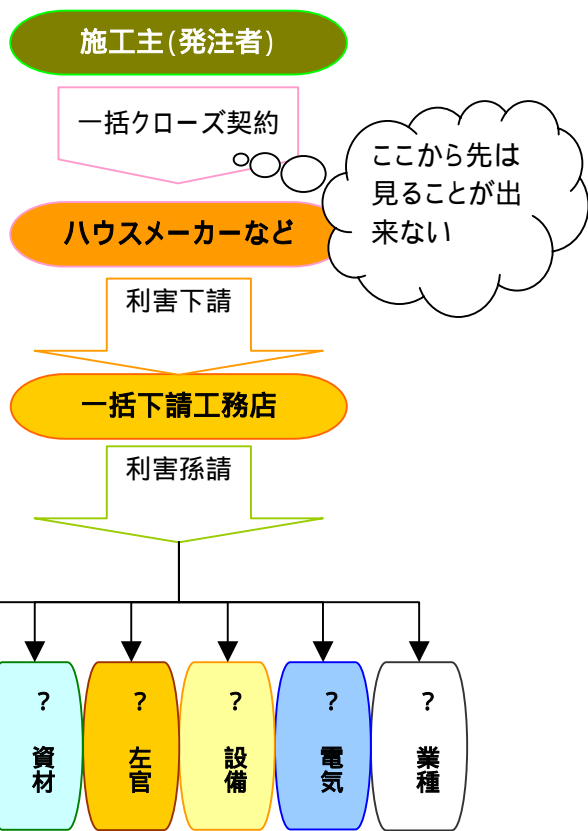 施工主(発注者)
一括クローズ契約
ここから先は
見ることが出
来ない
ハウスメーカーなど
利害下請
一括下請工務店
利害孫請
? 資材
? 左官
? 設備
? 電気
? 業種